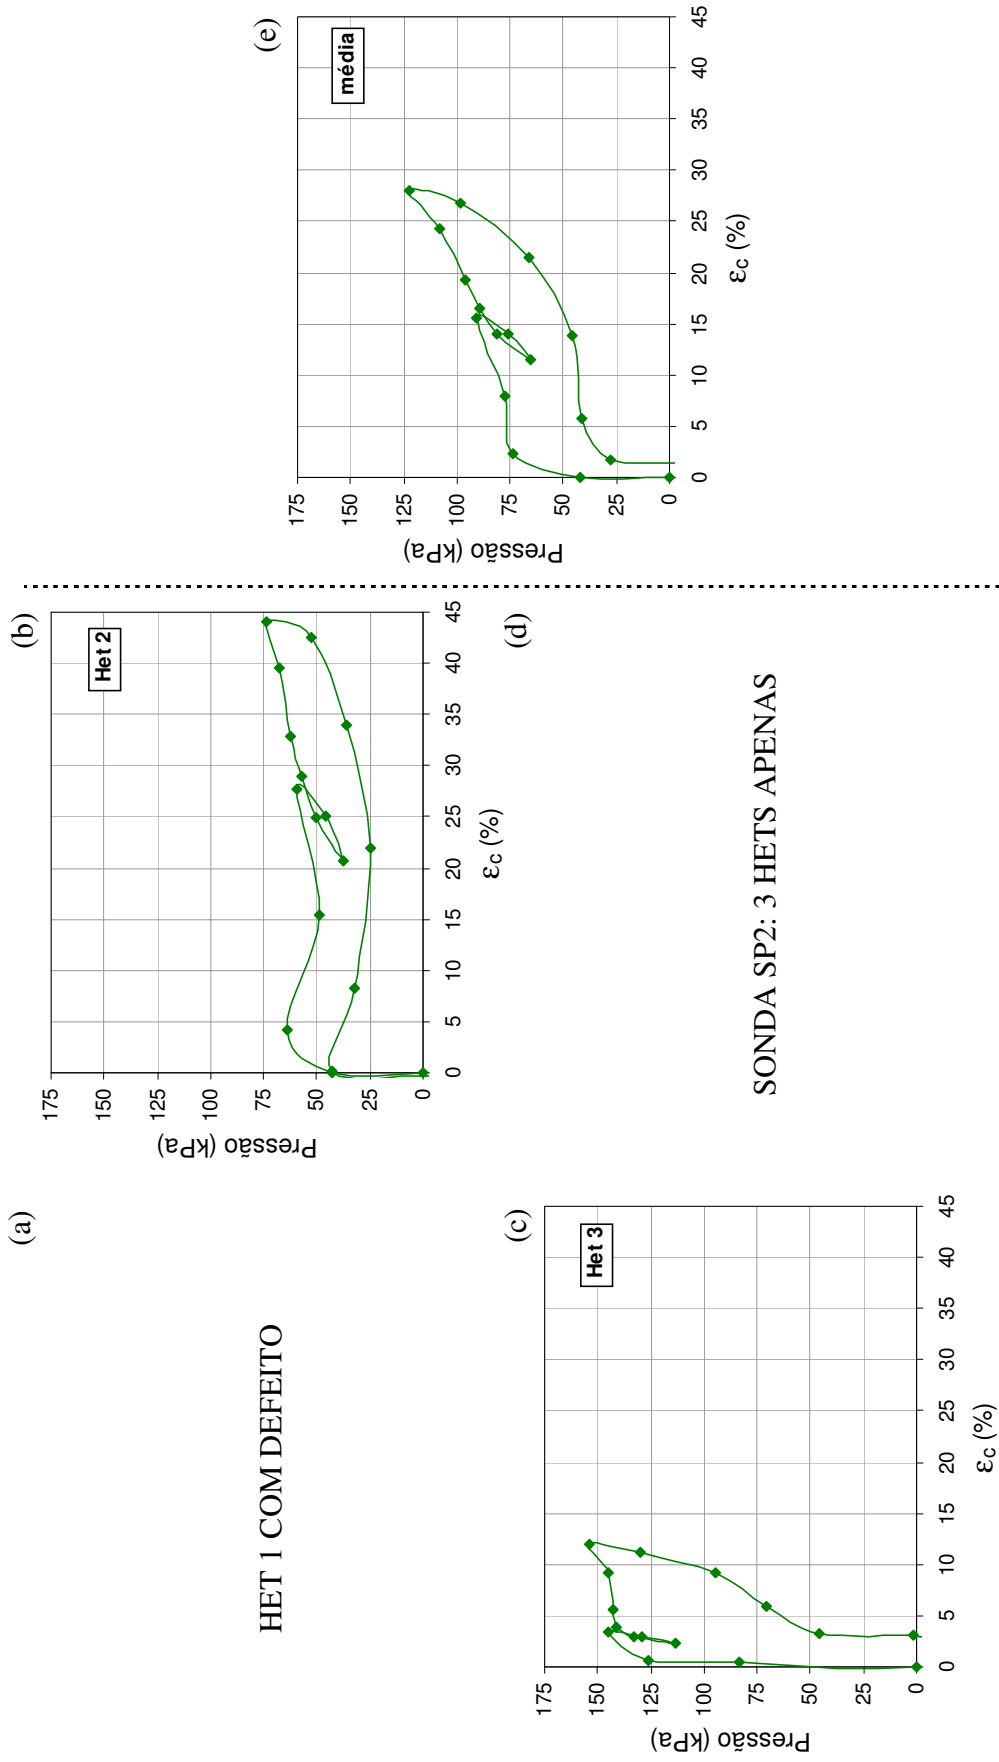 (a)
HET 1 COM DEFEITO
(b)
Het 2
Pressão (kPa)
175
150
125
100
75
50
25
0
0 5 10 15 20 25 30 35 40 45
εc (%)
(c)
Het 3
Pressão (kPa)
175
150
125
100
75
50
25
0
0 5 10 15 20 25 30 35 40 45
εc (%)
(d)
SONDA SP2: 3 HETS APENAS
(e)
média
Pressão (kPa)
175
150
125
100
75
50
25
0
0 5 10 15 20 25 30 35 40 45
εc (%)